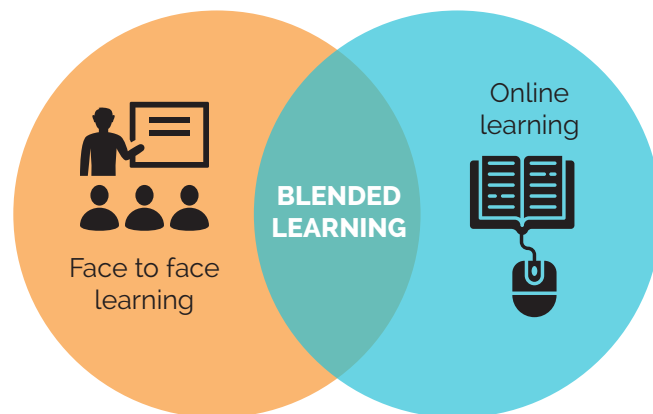 Face to face
learning
BLENDED
LEARNING
Online
learning